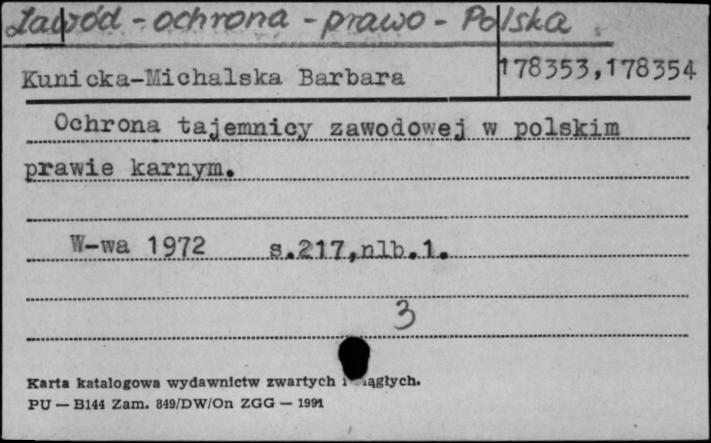 Zawód - ochrona - prawo - Polska
Kunicka-Michalska Barbara 178353,178354
Ochrona tajemnicy zawodowej w polskim
prawie karnym.
W-wa 1972 s.217,nlb.1.
3
Karta katalogowa wydawnictw zwartych i
PU — B144 Zam. 849/DW/On ZGG — 1991